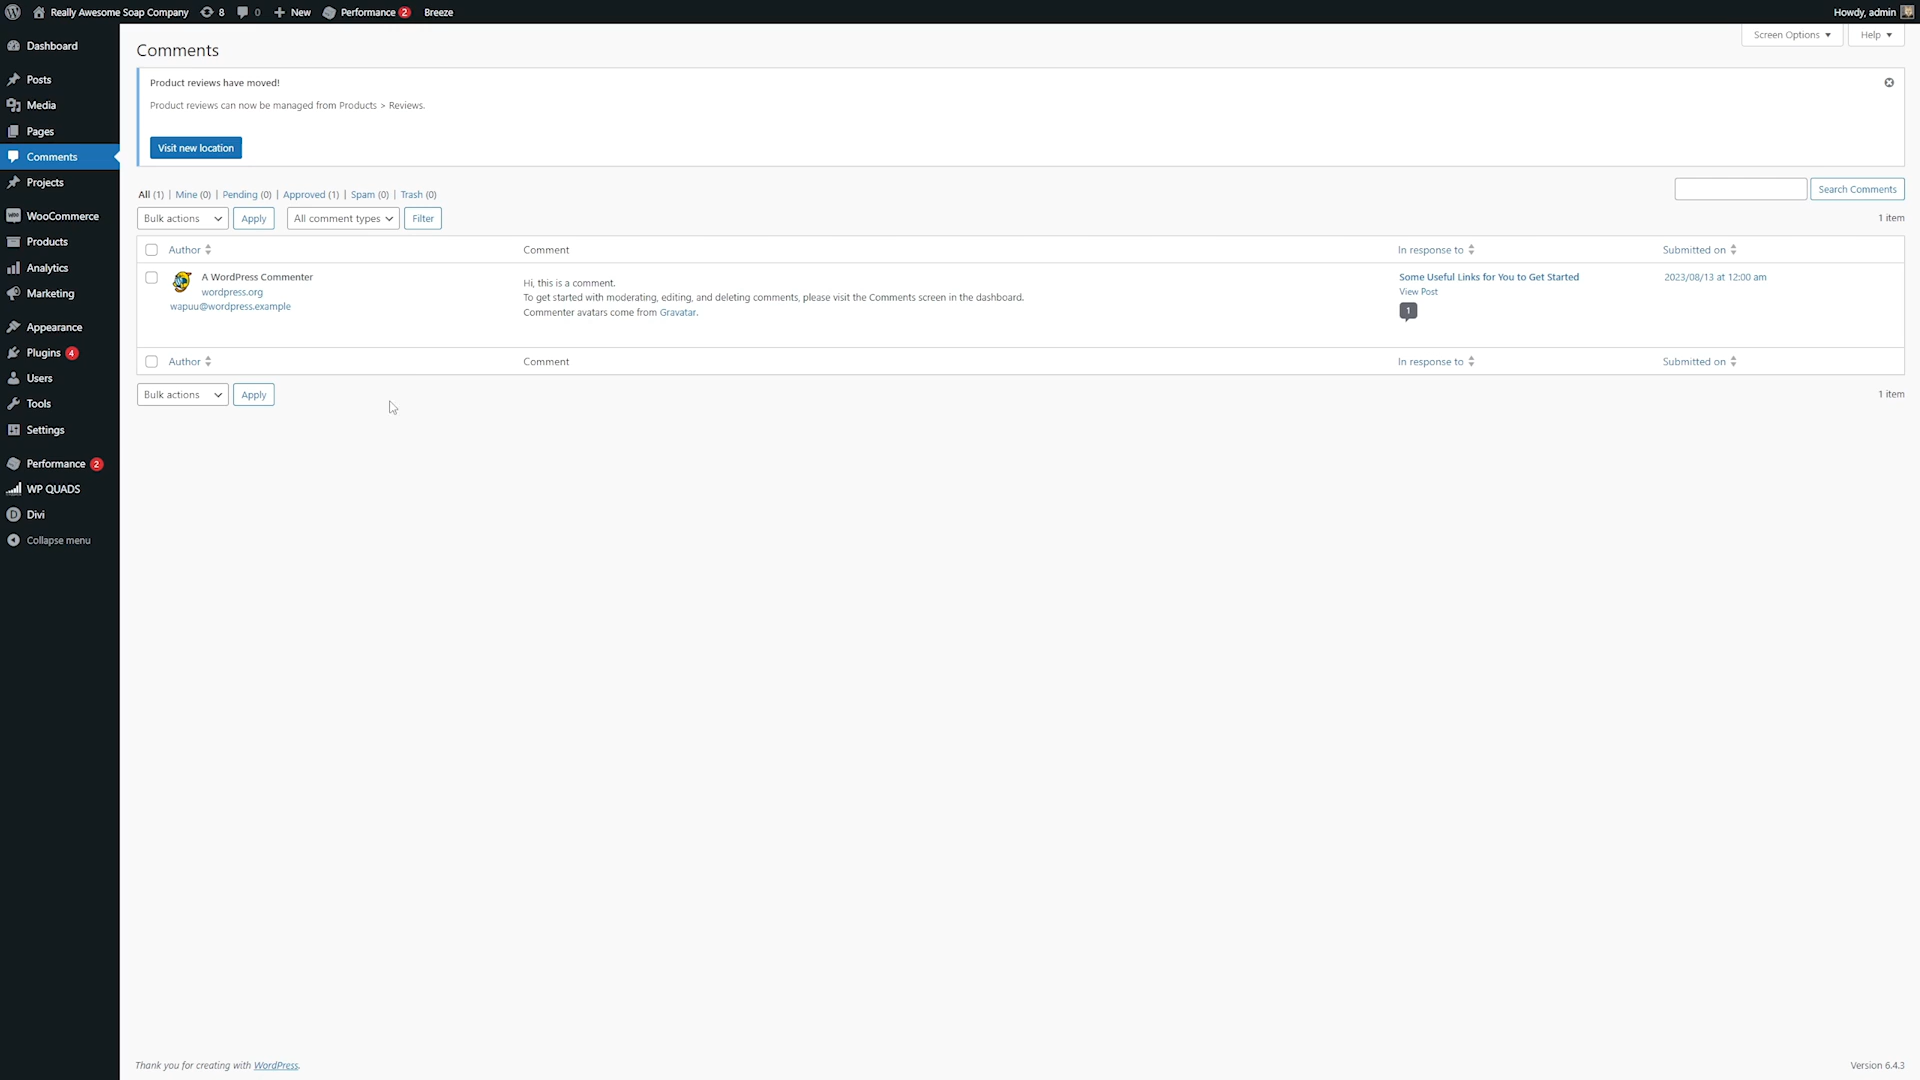 Really Awesome Soap Company 8 0 New Performance 2 Breeze Howdy, admin
Dashboard
Posts
Media
Pages
Comments
Projects
WooCommerce
Products
Analytics
Marketing
Appearance
Plugins 4
Users
Tools
Settings
Performance 2
WP QUADS
Divi
Collapse menu
Screen Options Help
Comments
Product reviews have moved!
Product reviews can now be managed from Products > Reviews.
Visit new location
All (1) | Mine (0) | Pending (0) | Approved (1) | Spam (0) | Trash (0)
Search Comments
Bulk actions Apply All comment types Filter 1 item
Author Comment In response to Submitted on
A WordPress Commenter
wordpress.org
wapuu@wordpress.example
Hi, this is a comment.
To get started with moderating, editing, and deleting comments, please visit the Comments screen in the dashboard.
Commenter avatars come from Gravatar.
Some Useful Links for You to Get Started
View Post
1
2023/08/13 at 12:00 am
Author Comment In response to Submitted on
Bulk actions Apply 1 item
Thank you for creating with WordPress. Version 6.4.3